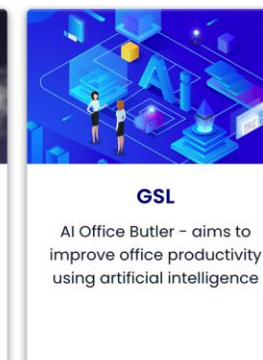 Ai
GSL
AI Office Butler - aims to
improve office productivity
using artificial intelligence